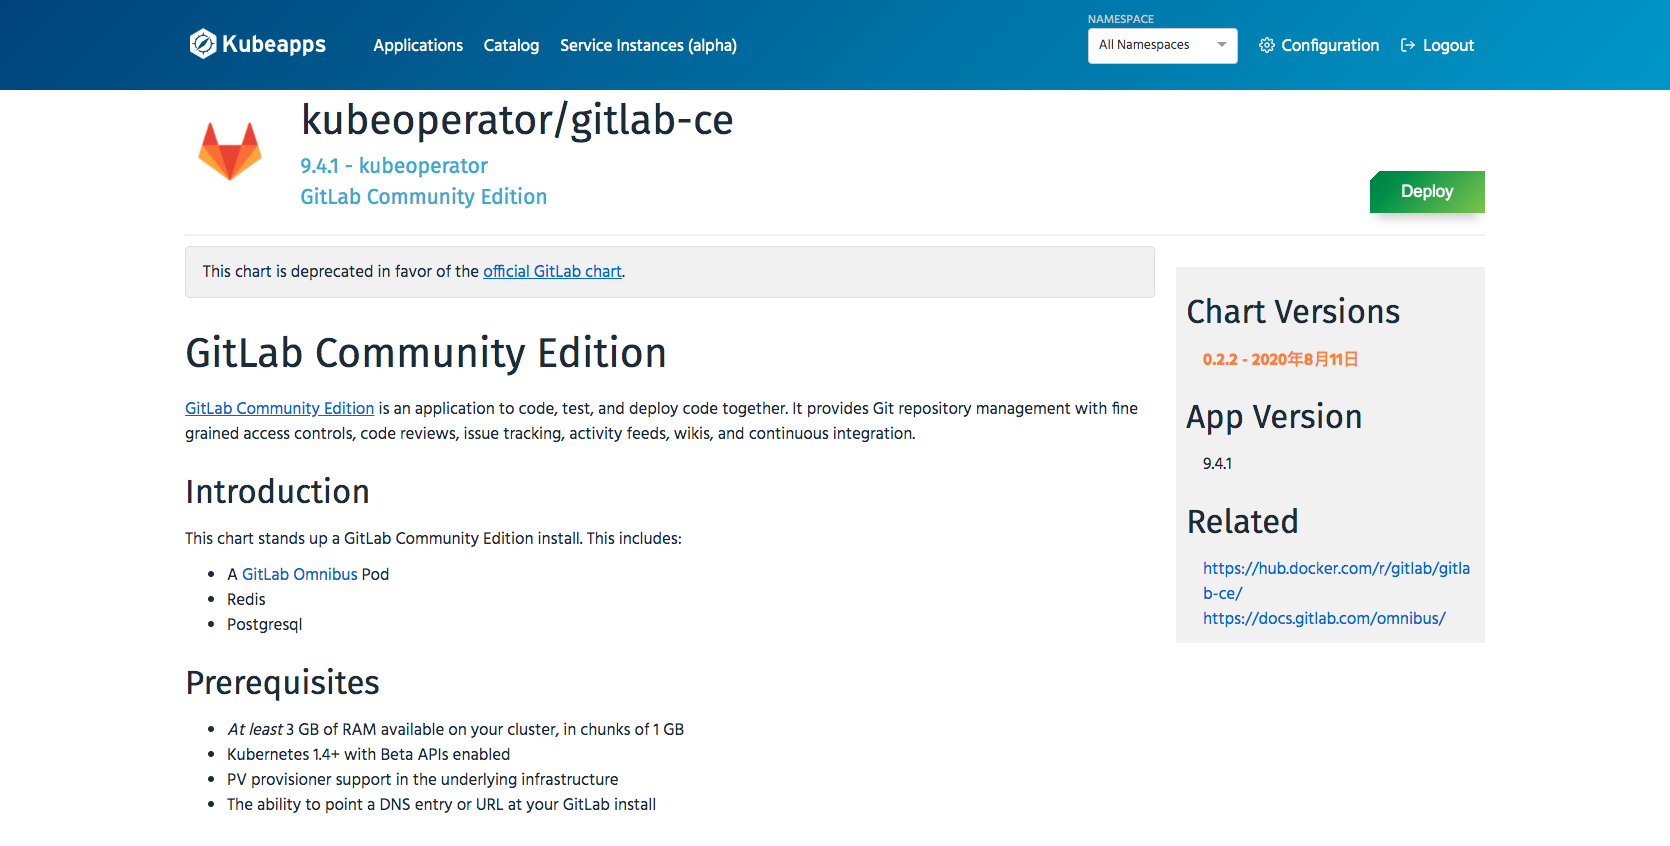 Kubeapps
Applications
Catalog
Service Instances (alpha)
NAMESPACE
All Namespaces
Configuration
Logout
kubeoperator/gitlab-ce
9.4.1 - kubeoperator
GitLab Community Edition
Deploy
This chart is deprecated in favor of the official GitLab chart.
GitLab Community Edition
GitLab Community Edition is an application to code, test, and deploy code together. It provides Git repository management with fine
grained access controls, code reviews, issue tracking, activity feeds, wikis, and continuous integration.
Introduction
This chart stands up a GitLab Community Edition install. This includes:
A GitLab Omnibus Pod
Redis
Postgresql
Prerequisites
At least 3 GB of RAM available on your cluster, in chunks of 1 GB
Kubernetes 1.4+ with Beta APIs enabled
PV provisioner support in the underlying infrastructure
The ability to point a DNS entry or URL at your GitLab install
Chart Versions
0.2.2 - 2020年8月11日
App Version
9.4.1
Related
https://hub.docker.com/r/gitlab/gitla
b-ce/
https://docs.gitlab.com/omnibus/